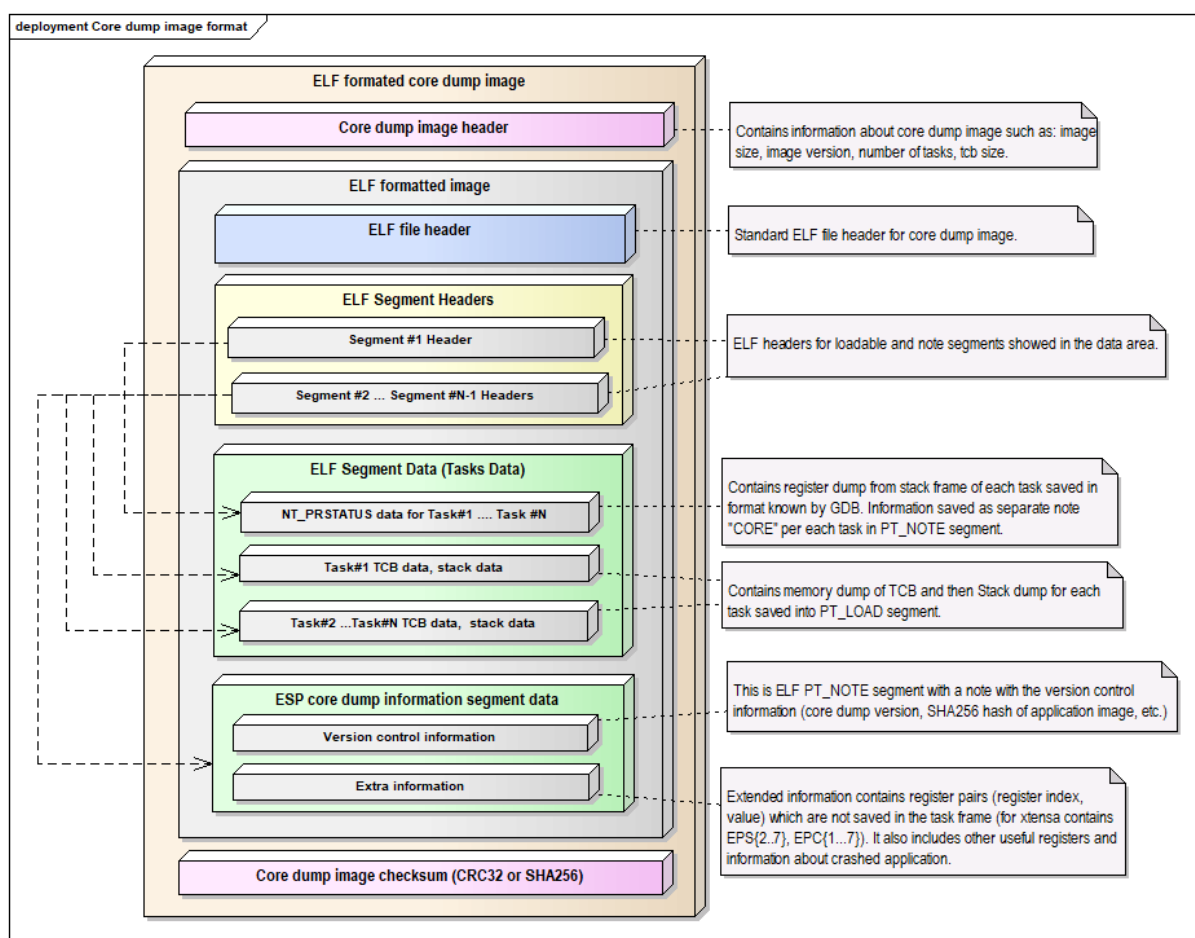 deployment Core dump image format
ELF formated core dump image
Core dump image header
Contains information about core dump image such as: image
size, image version, number of tasks, tcb size.
ELF formatted image
ELF file header
Standard ELF file header for core dump image.
ELF Segment Headers
Segment #1 Header
ELF headers for loadable and note segments showed in the data area.
Segment #2 ... Segment #N-1 Headers
ELF Segment Data (Tasks Data)
NT_PRSTATUS data for Task#1 .... Task #N
Contains register dump from stack frame of each task saved in
format known by GDB. Information saved as separate note
"CORE" per each task in PT_NOTE segment.
Task#1 TCB data, stack data
Task#2 ...Task#N TCB data, stack data
Contains memory dump of TCB and then Stack dump for each
task saved into PT_LOAD segment.
ESP core dump information segment data
Version control information
This is ELF PT_NOTE segment with a note with the version control
information (core dump version, SHA256 hash of application image, etc.)
Extra information
Extended information contains register pairs (register index,
value) which are not saved in the task frame (for xtensa contains
EPS{2..7}, EPC{1...7}). It also includes other useful registers and
information about crashed application.
Core dump image checksum (CRC32 or SHA256)